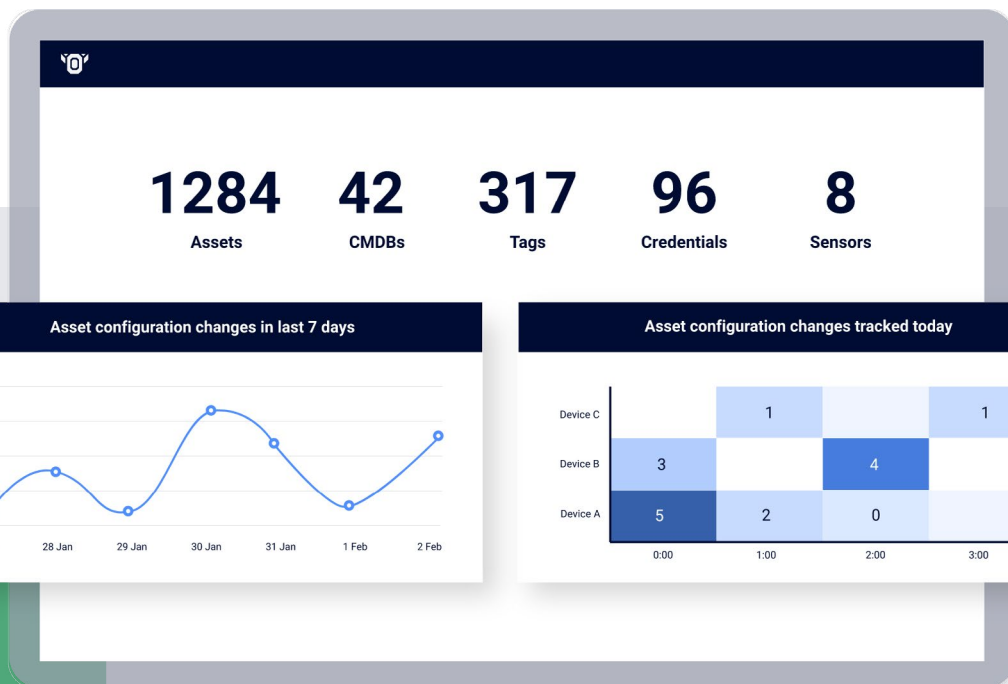 1284 42 317 96 8
Assets CMDBs Tags Credentials Sensors
Asset configuration changes in last 7 days
28 Jan 29 Jan 30 Jan 31 Jan 1 Feb 2 Feb
Asset configuration changes tracked today
Device C 1 1
Device B 3 4
Device A 5 2 0
0:00 1:00 2:00 3:00